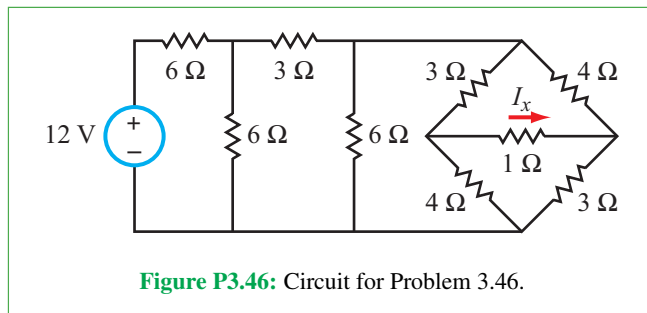 6 Ω 3 Ω
3 Ω 4 Ω
I_x
12 V + − 6 Ω 6 Ω
1 Ω
4 Ω 3 Ω
Figure P3.46: Circuit for Problem 3.46.